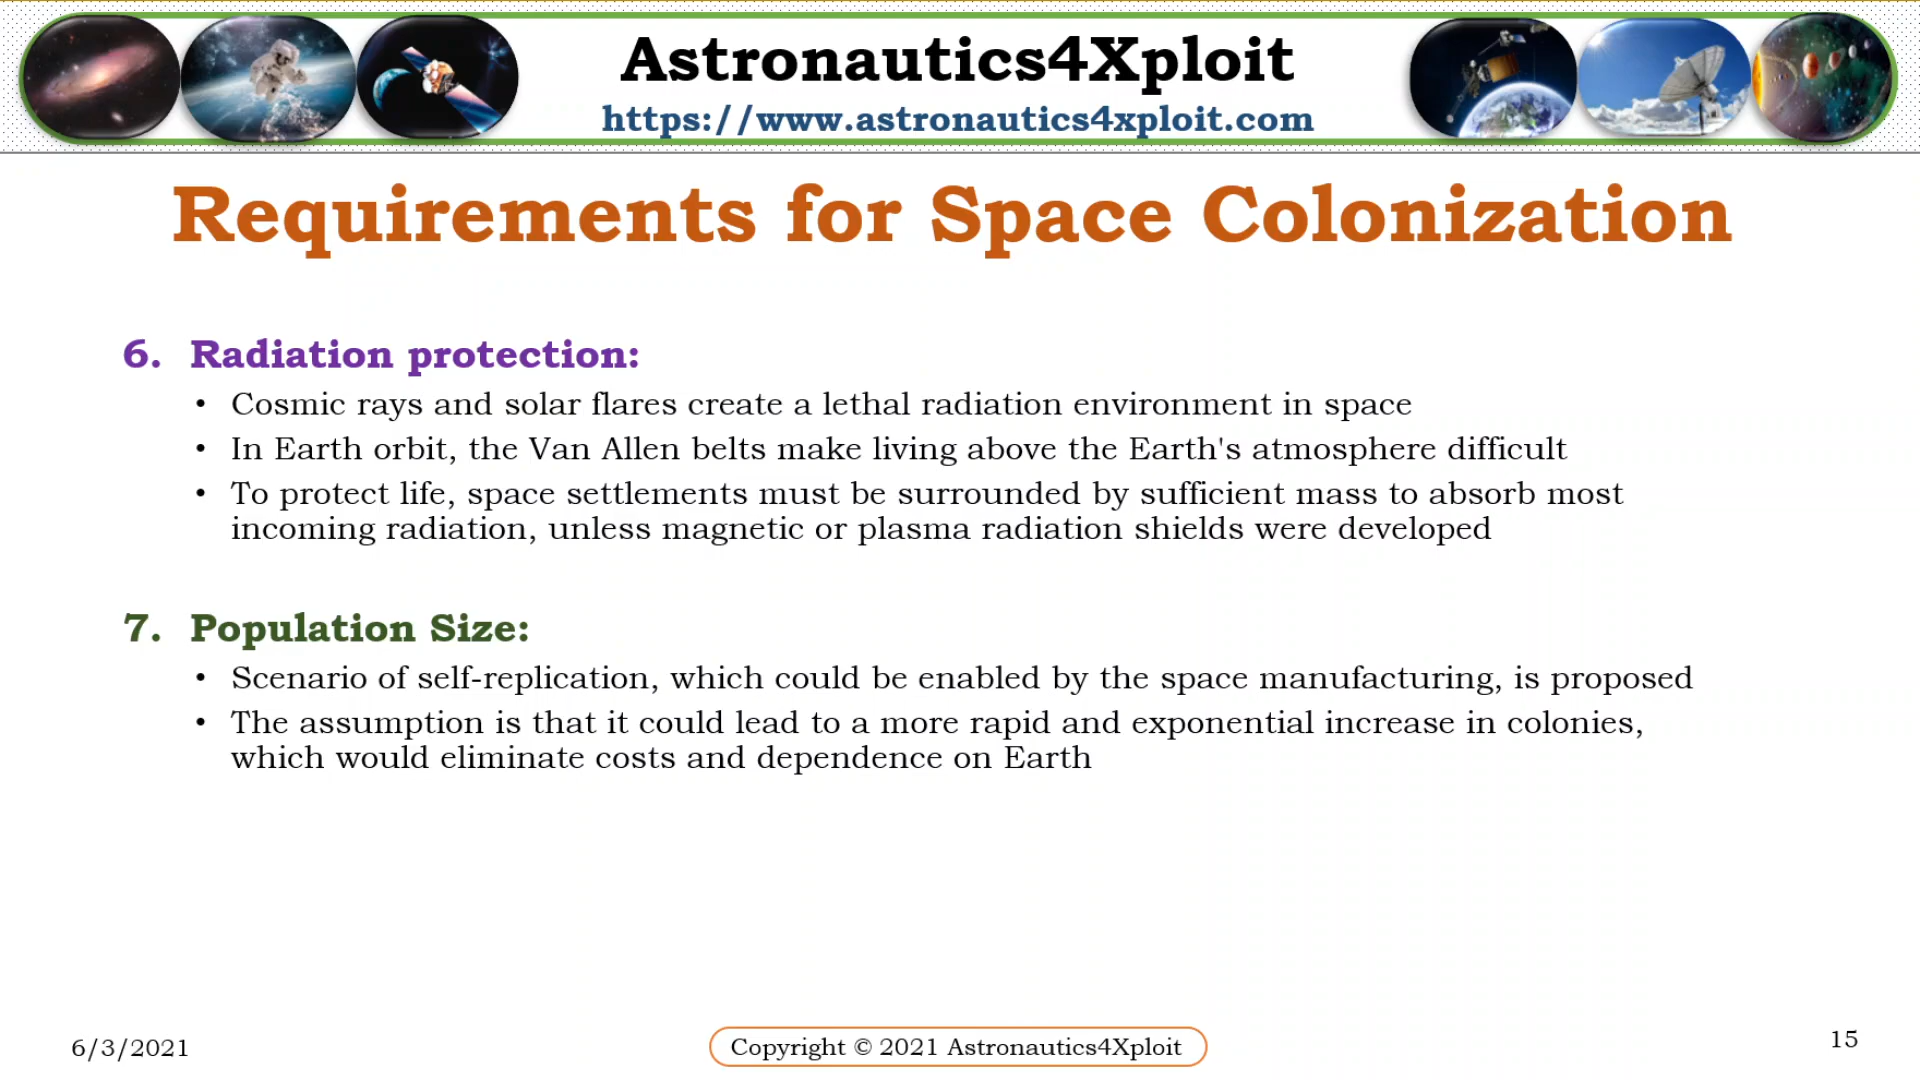 Astronautics4Xploit
https://www.astronautics4xploit.com
Requirements for Space Colonization
6. Radiation protection:
• Cosmic rays and solar flares create a lethal radiation environment in space
• In Earth orbit, the Van Allen belts make living above the Earth's atmosphere difficult
• To protect life, space settlements must be surrounded by sufficient mass to absorb most
incoming radiation, unless magnetic or plasma radiation shields were developed
7. Population Size:
• Scenario of self-replication, which could be enabled by the space manufacturing, is proposed
• The assumption is that it could lead to a more rapid and exponential increase in colonies,
which would eliminate costs and dependence on Earth
6/3/2021
Copyright © 2021 Astronautics4Xploit
15